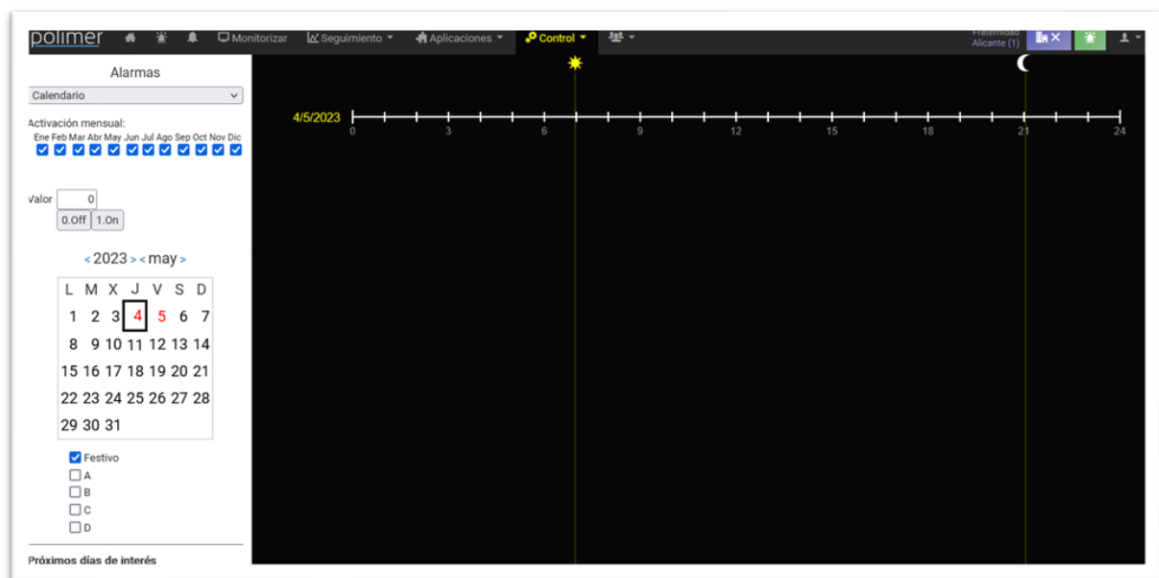 polimer Monitorizar Seguimiento Aplicaciones Control Fraternidad
Alicante (1)
Alarmas
Calendario
Activación mensual:
Ene Feb Mar Abr May Jun Jul Ago Sep Oct Nov Dic
Valor 0
0.Off 1.On
< 2023 > < may >
L M X J V S D
1 2 3 4 5 6 7
8 9 10 11 12 13 14
15 16 17 18 19 20 21
22 23 24 25 26 27 28
29 30 31
Festivo
A
B
C
D
Próximos días de interés
4/5/2023
0 3 6 9 12 15 18 21 24